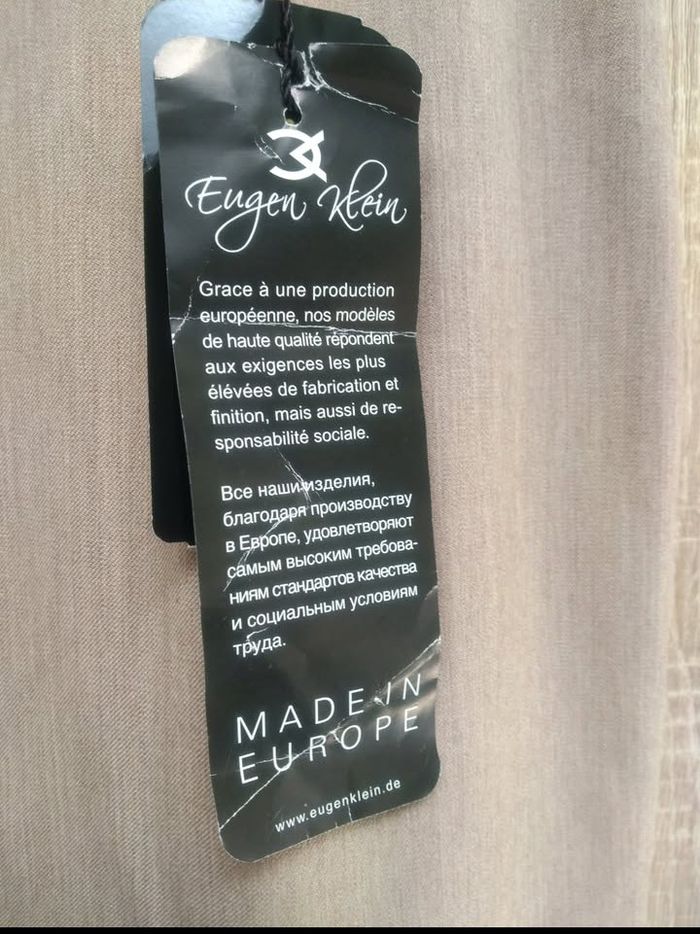 Eugen Klein
Grace à une production
européenne, nos modèles
de haute qualité répondent
aux exigences les plus
élévées de fabrication et
finition, mais aussi de re-
sponsabilité sociale.
Все наши изделия,
благодаря производству
в Европе, удовлетворяют
самым высоким требова-
ниям стандартов качества
и социальным условиям
труда.
MADE IN
EUROPE
www.eugenklein.de